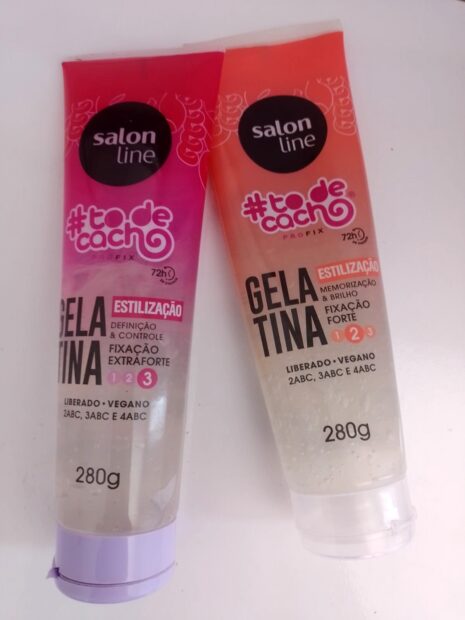 salon
line
#to de
cacho
PROFIX
72h
GELA
TINA
ESTILIZAÇÃO
DEFINIÇÃO
& CONTROLE
FIXAÇÃO
EXTRAFORTE
1 2 3
LIBERADO • VEGANO
2ABC, 3ABC E 4ABC
280g
salon
line
#to de
cacho
PROFIX
72h
GELA
TINA
ESTILIZAÇÃO
MEMORIZAÇÃO
& BRILHO
FIXAÇÃO
FORTE
1 2 3
LIBERADO • VEGANO
2ABC, 3ABC E 4ABC
280g